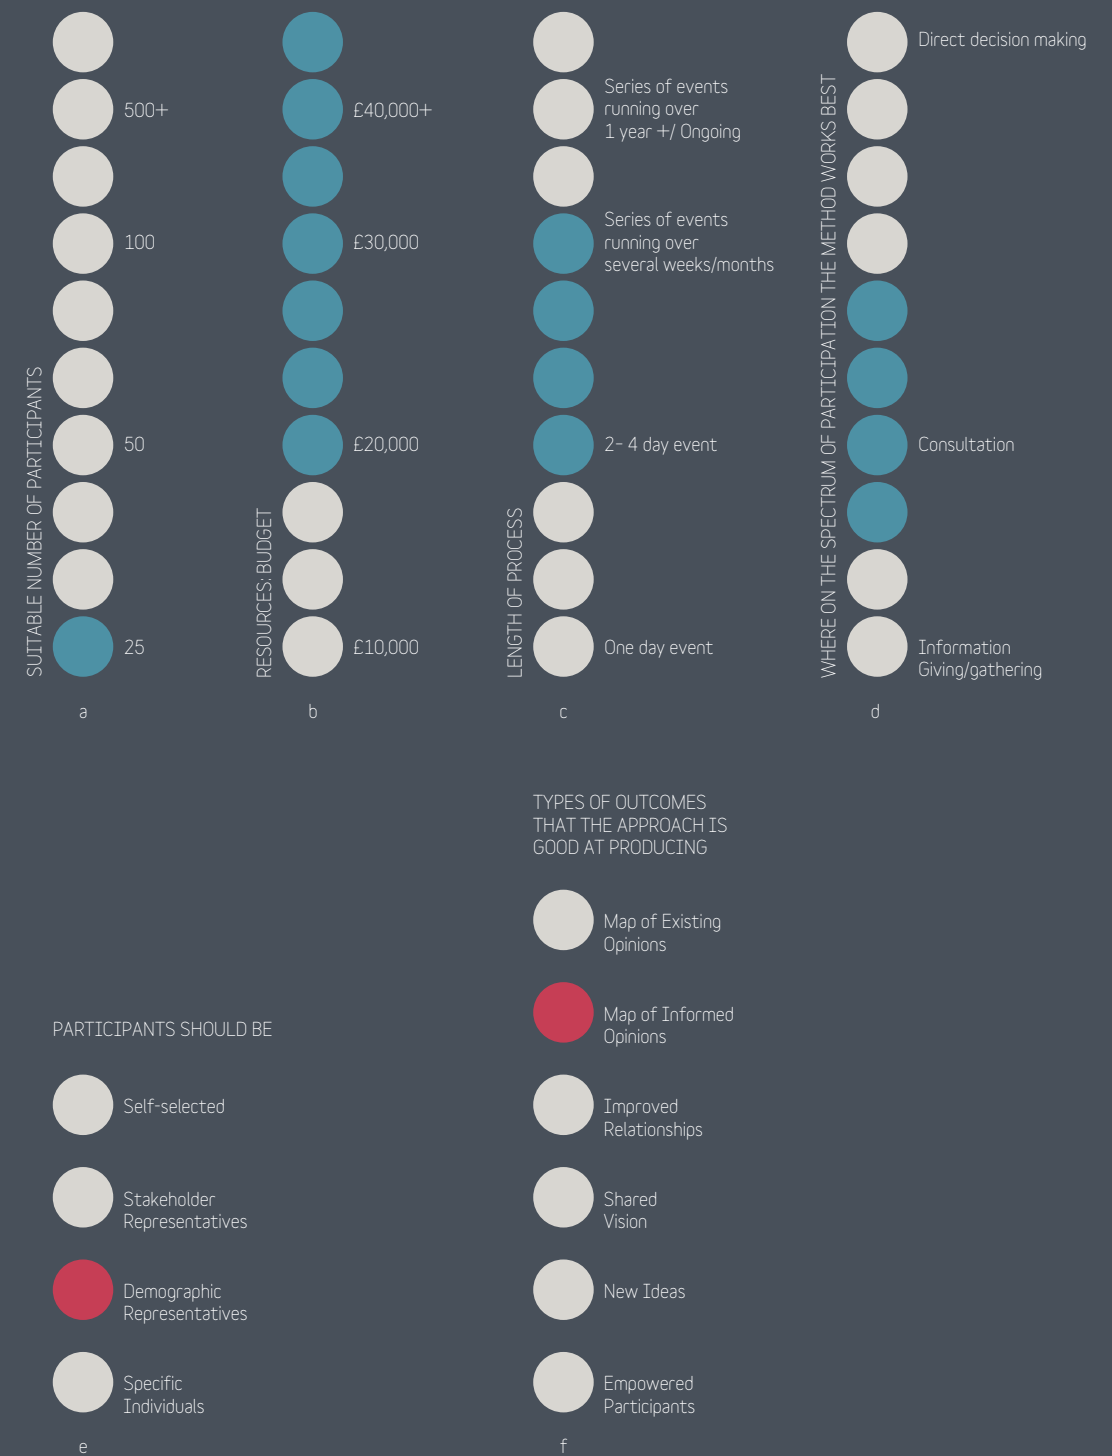 SUITABLE NUMBER OF PARTICIPANTS
500+
100
50
25
a
RESOURCES: BUDGET
£40,000+
£30,000
£20,000
£10,000
b
LENGTH OF PROCESS
Series of events
running over
1 year +/ Ongoing
Series of events
running over
several weeks/months
2- 4 day event
One day event
c
WHERE ON THE SPECTRUM OF PARTICIPATION THE METHOD WORKS BEST
Direct decision making
Consultation
Information
Giving/gathering
d
PARTICIPANTS SHOULD BE
Self-selected
Stakeholder
Representatives
Demographic
Representatives
Specific
Individuals
e
TYPES OF OUTCOMES
THAT THE APPROACH IS
GOOD AT PRODUCING
Map of Existing
Opinions
Map of Informed
Opinions
Improved
Relationships
Shared
Vision
New Ideas
Empowered
Participants
f